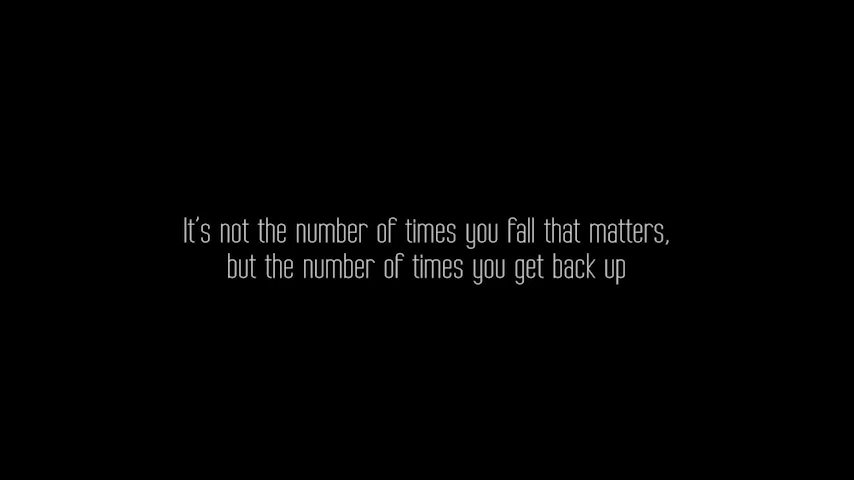 It's not the number of times you fall that matters,
but the number of times you get back up